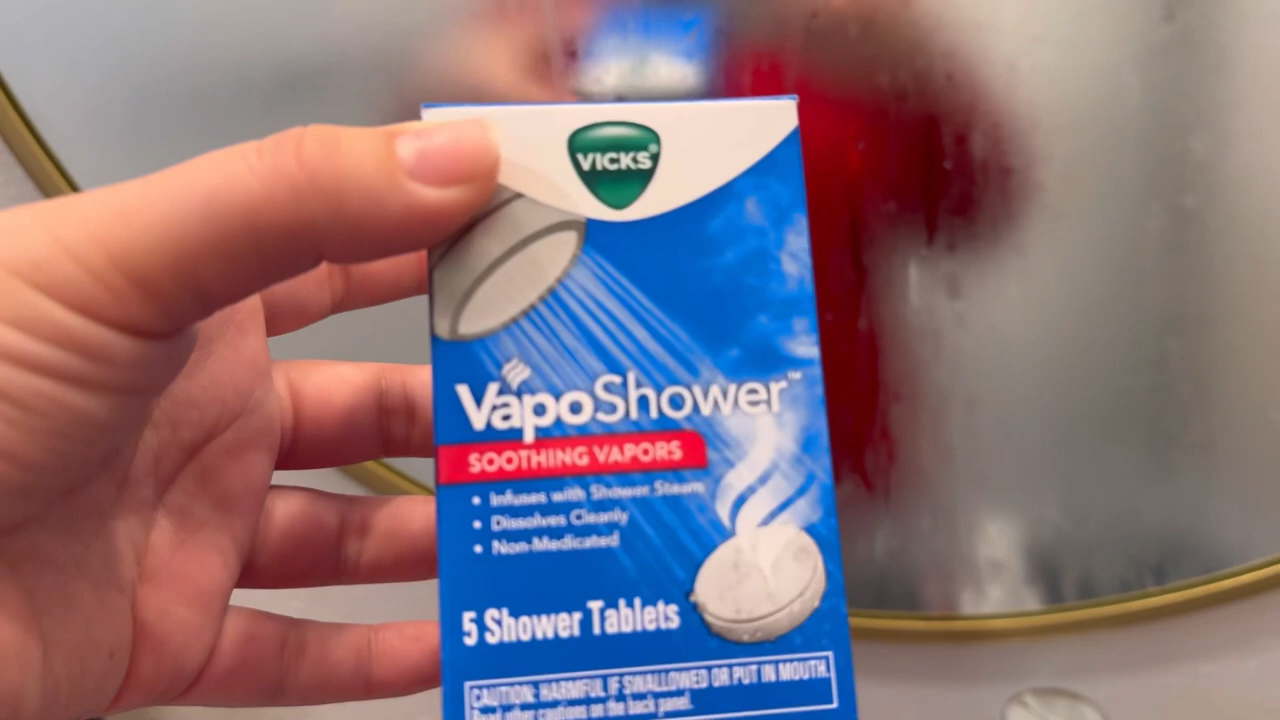 VICKS®
VapoShower™
SOOTHING VAPORS
• Infuses with Shower Steam
• Dissolves Cleanly
• Non-Medicated
5 Shower Tablets
CAUTION: HARMFUL IF SWALLOWED OR PUT IN MOUTH.
Read other cautions on the back panel.